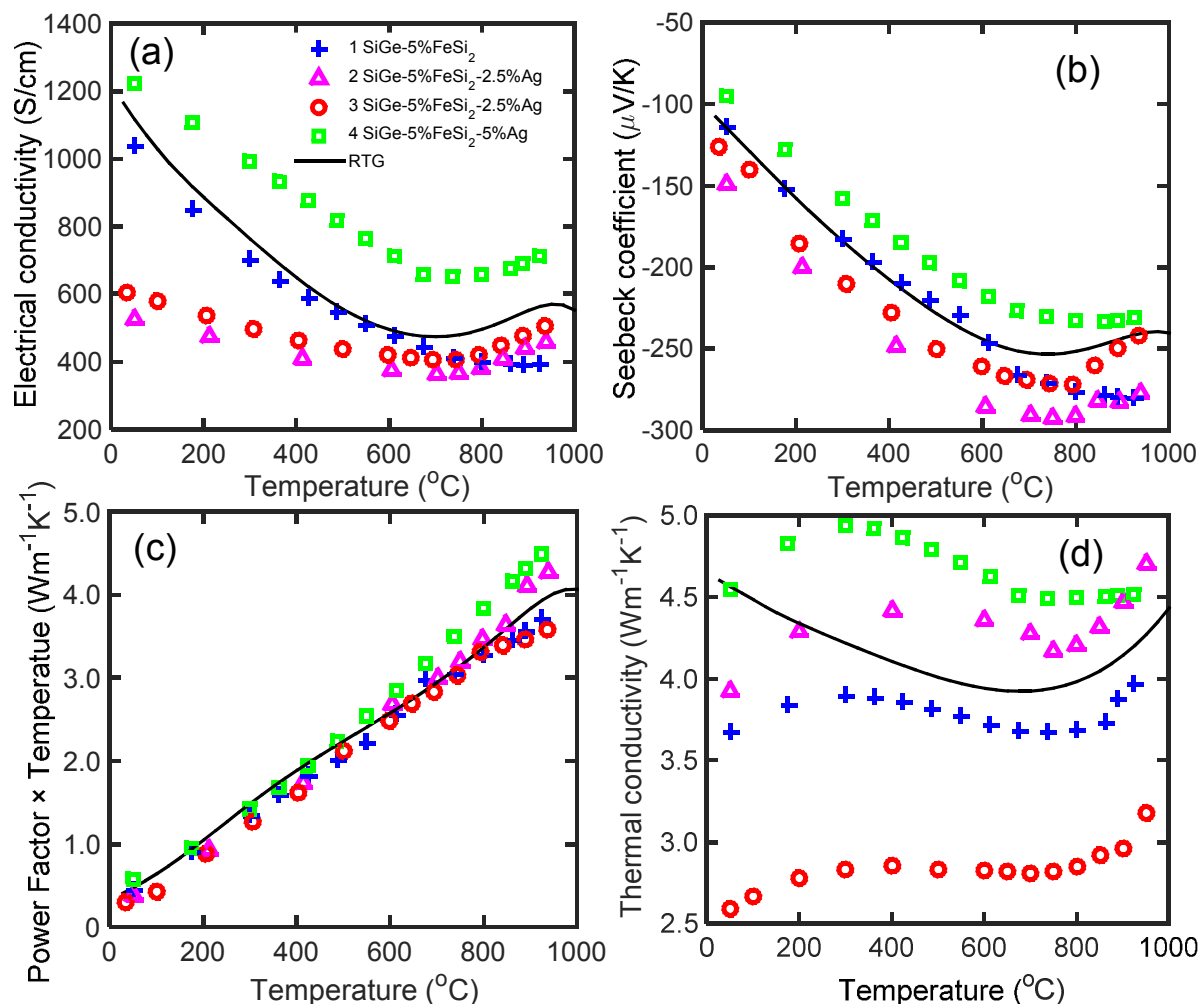 (a)
1400
1200
1000
800
600
400
200
0 200 400 600 800 1000
Electrical conductivity (S/cm)
Temperature (°C)
1 SiGe-5%FeSi₂
2 SiGe-5%FeSi₂-2.5%Ag
3 SiGe-5%FeSi₂-2.5%Ag
4 SiGe-5%FeSi₂-5%Ag
RTG
(b)
-50
-100
-150
-200
-250
-300
0 200 400 600 800 1000
Seebeck coefficient (μV/K)
Temperature (°C)
(c)
5.0
4.0
3.0
2.0
1.0
0
0 200 400 600 800 1000
Power Factor × Temperatue (Wm⁻¹K⁻¹)
Temperature (°C)
(d)
5.0
4.5
4.0
3.5
3.0
2.5
0 200 400 600 800 1000
Thermal conductivity (Wm⁻¹K⁻¹)
Temperature (°C)